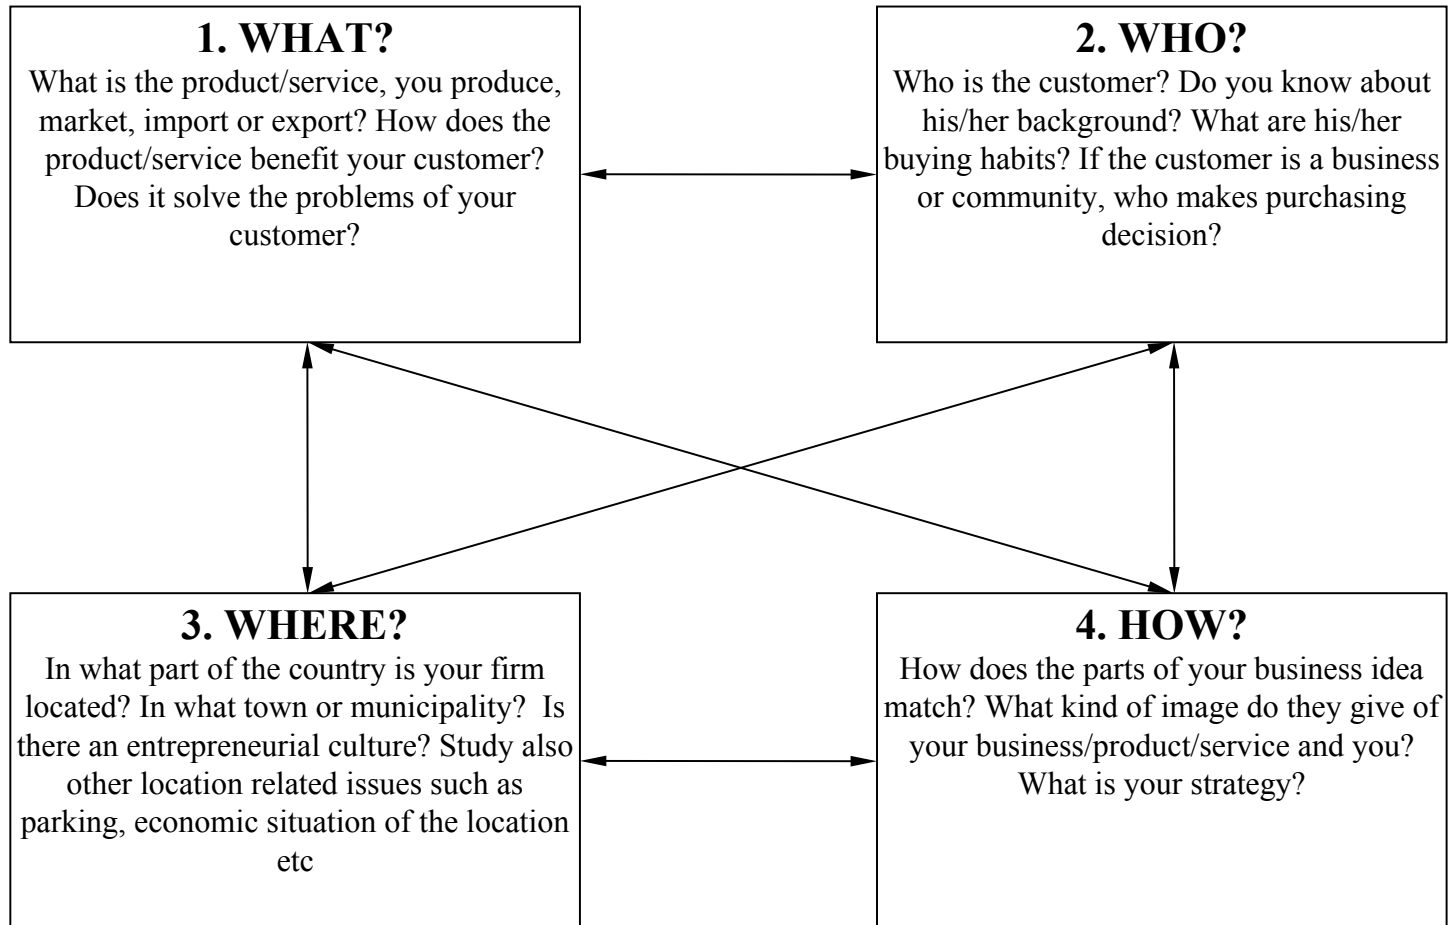 1. WHAT?
What is the product/service, you produce,
market, import or export? How does the
product/service benefit your customer?
Does it solve the problems of your
customer?
2. WHO?
Who is the customer? Do you know about
his/her background? What are his/her
buying habits? If the customer is a business
or community, who makes purchasing
decision?
3. WHERE?
In what part of the country is your firm
located? In what town or municipality?  Is
there an entrepreneurial culture? Study also
other location related issues such as
parking, economic situation of the location
etc
4. HOW?
How does the parts of your business idea
match? What kind of image do they give of
your business/product/service and you?
What is your strategy?